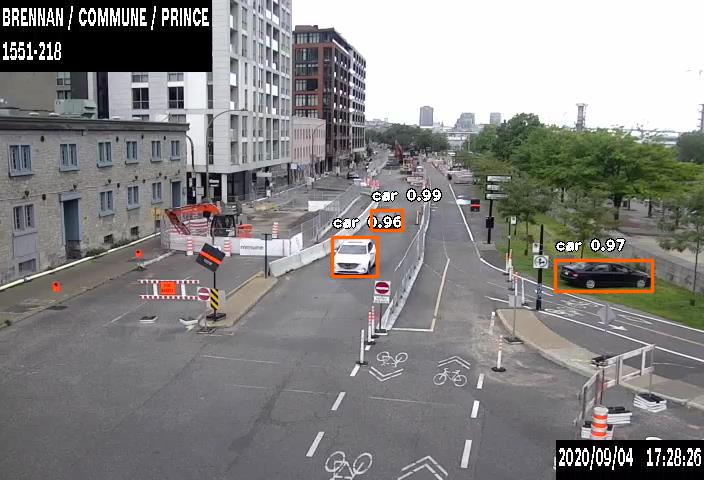 BRENNAN / COMMUNE / PRINCE
1551-218
car 0.99
car 0.96
car 0.97
2020/09/04 17:28:26